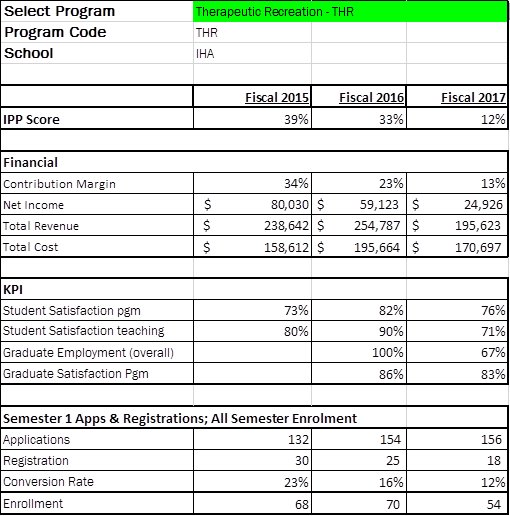 Select Program Therapeutic Recreation - THR
Program Code THR
School IHA
Fiscal 2015 Fiscal 2016 Fiscal 2017
IPP Score 39% 33% 12%
Financial
Contribution Margin 34% 23% 13%
Net Income $ 80,030 $ 59,123 $ 24,926
Total Revenue $ 238,642 $ 254,787 $ 195,623
Total Cost $ 158,612 $ 195,664 $ 170,697
KPI
Student Satisfaction pgm 73% 82% 76%
Student Satisfaction teaching 80% 90% 71%
Graduate Employment (overall) 100% 67%
Graduate Satisfaction Pgm 86% 83%
Semester 1 Apps & Registrations; All Semester Enrolment
Applications 132 154 156
Registration 30 25 18
Conversion Rate 23% 16% 12%
Enrollment 68 70 54